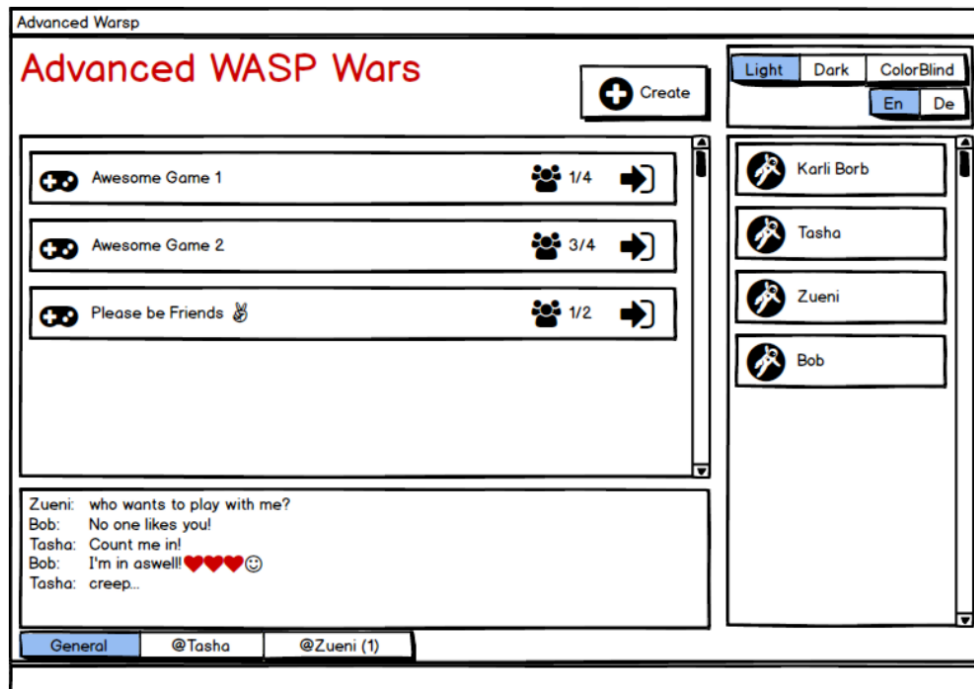 Advanced Warsp
Advanced WASP Wars
Create
Light Dark ColorBlind
En De
Awesome Game 1 1/4
Awesome Game 2 3/4
Please be Friends ✌ 1/2
Karli Borb
Tasha
Zueni
Bob
Zueni: who wants to play with me?
Bob: No one likes you!
Tasha: Count me in!
Bob: I'm in aswell!❤❤❤☺
Tasha: creep...
General @Tasha @Zueni (1)